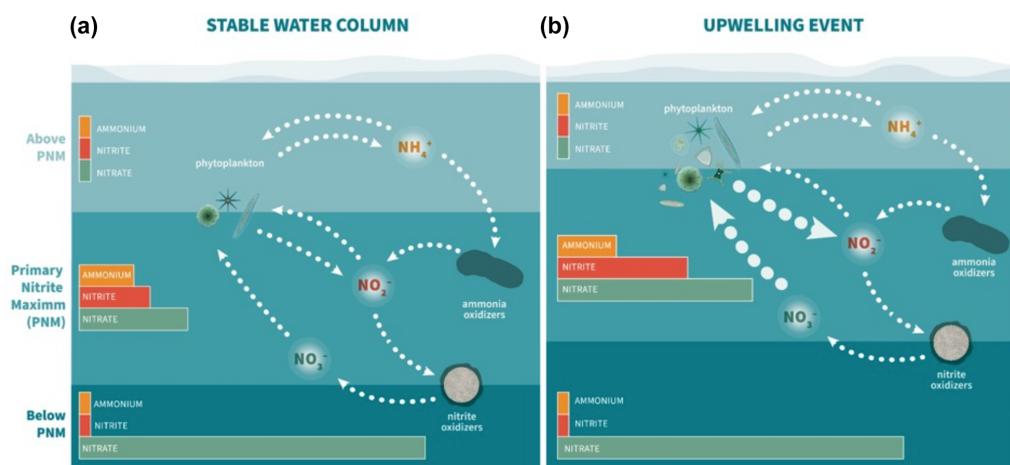 (a)
STABLE WATER COLUMN
Above
PNM
AMMONIUM
NITRITE
NITRATE
phytoplankton
NH₄⁺
Primary
Nitrite
Maximm
(PNM)
AMMONIUM
NITRITE
NITRATE
NO₂⁻
ammonia
oxidizers
NO₃⁻
Below
PNM
AMMONIUM
NITRITE
NITRATE
nitrite
oxidizers
(b)
UPWELLING EVENT
AMMONIUM
NITRITE
NITRATE
phytoplankton
NH₄⁺
AMMONIUM
NITRITE
NITRATE
NO₂⁻
ammonia
oxidizers
NO₃⁻
nitrite
oxidizers
AMMONIUM
NITRITE
NITRATE